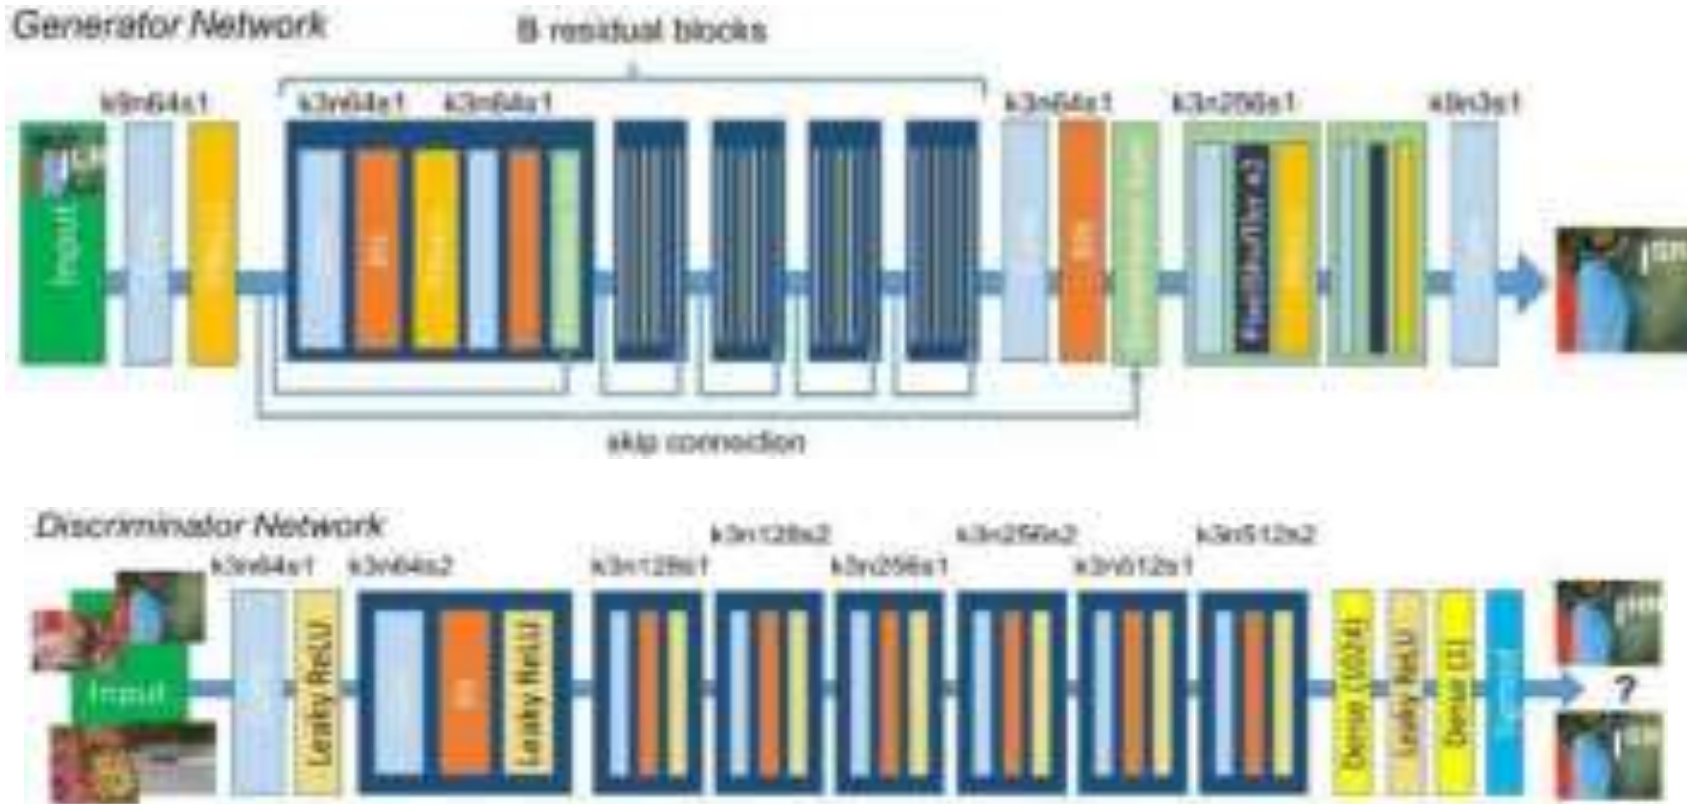 Generator Network
B residual blocks
k9n64s1
k3n64s1 k3n64s1
k3n64s1
k3n256s1
k9n3s1
Input
BN
PixelShuffler x2
skip connection
Discriminator Network
k3n64s1
k3n64s2
k3n128s1
k3n128s2
k3n256s1
k3n256s2
k3n512s1
k3n512s2
Input
Leaky ReLU
BN
Leaky ReLU
Dense (1024)
Leaky ReLU
Dense (1)
?